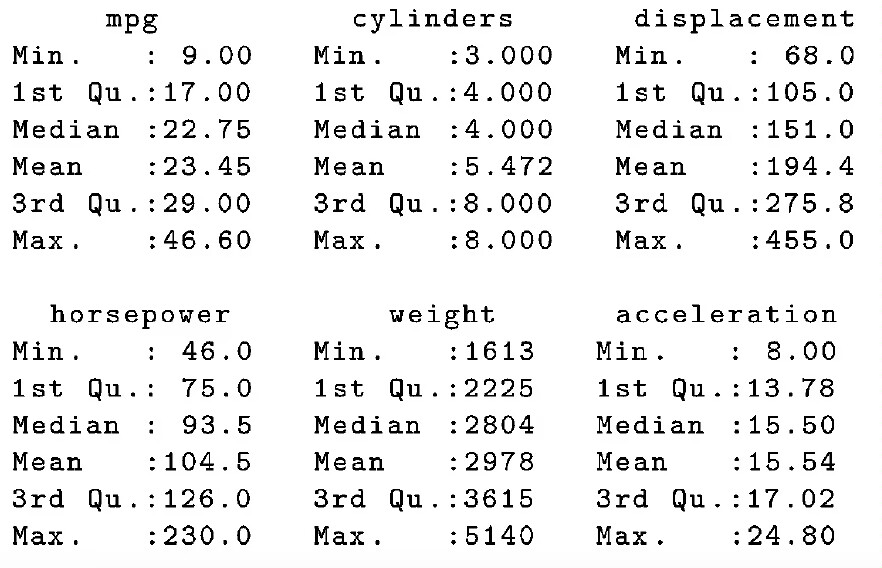 mpg          cylinders      displacement
Min.   : 9.00   Min.   :3.000   Min.   : 68.0
1st Qu.:17.00   1st Qu.:4.000   1st Qu.:105.0
Median :22.75   Median :4.000   Median :151.0
Mean   :23.45   Mean   :5.472   Mean   :194.4
3rd Qu.:29.00   3rd Qu.:8.000   3rd Qu.:275.8
Max.   :46.60   Max.   :8.000   Max.   :455.0
  horsepower        weight      acceleration
Min.   : 46.0   Min.   :1613   Min.   : 8.00
1st Qu.: 75.0   1st Qu.:2225   1st Qu.:13.78
Median : 93.5   Median :2804   Median :15.50
Mean   :104.5   Mean   :2978   Mean   :15.54
3rd Qu.:126.0   3rd Qu.:3615   3rd Qu.:17.02
Max.   :230.0   Max.   :5140   Max.   :24.80